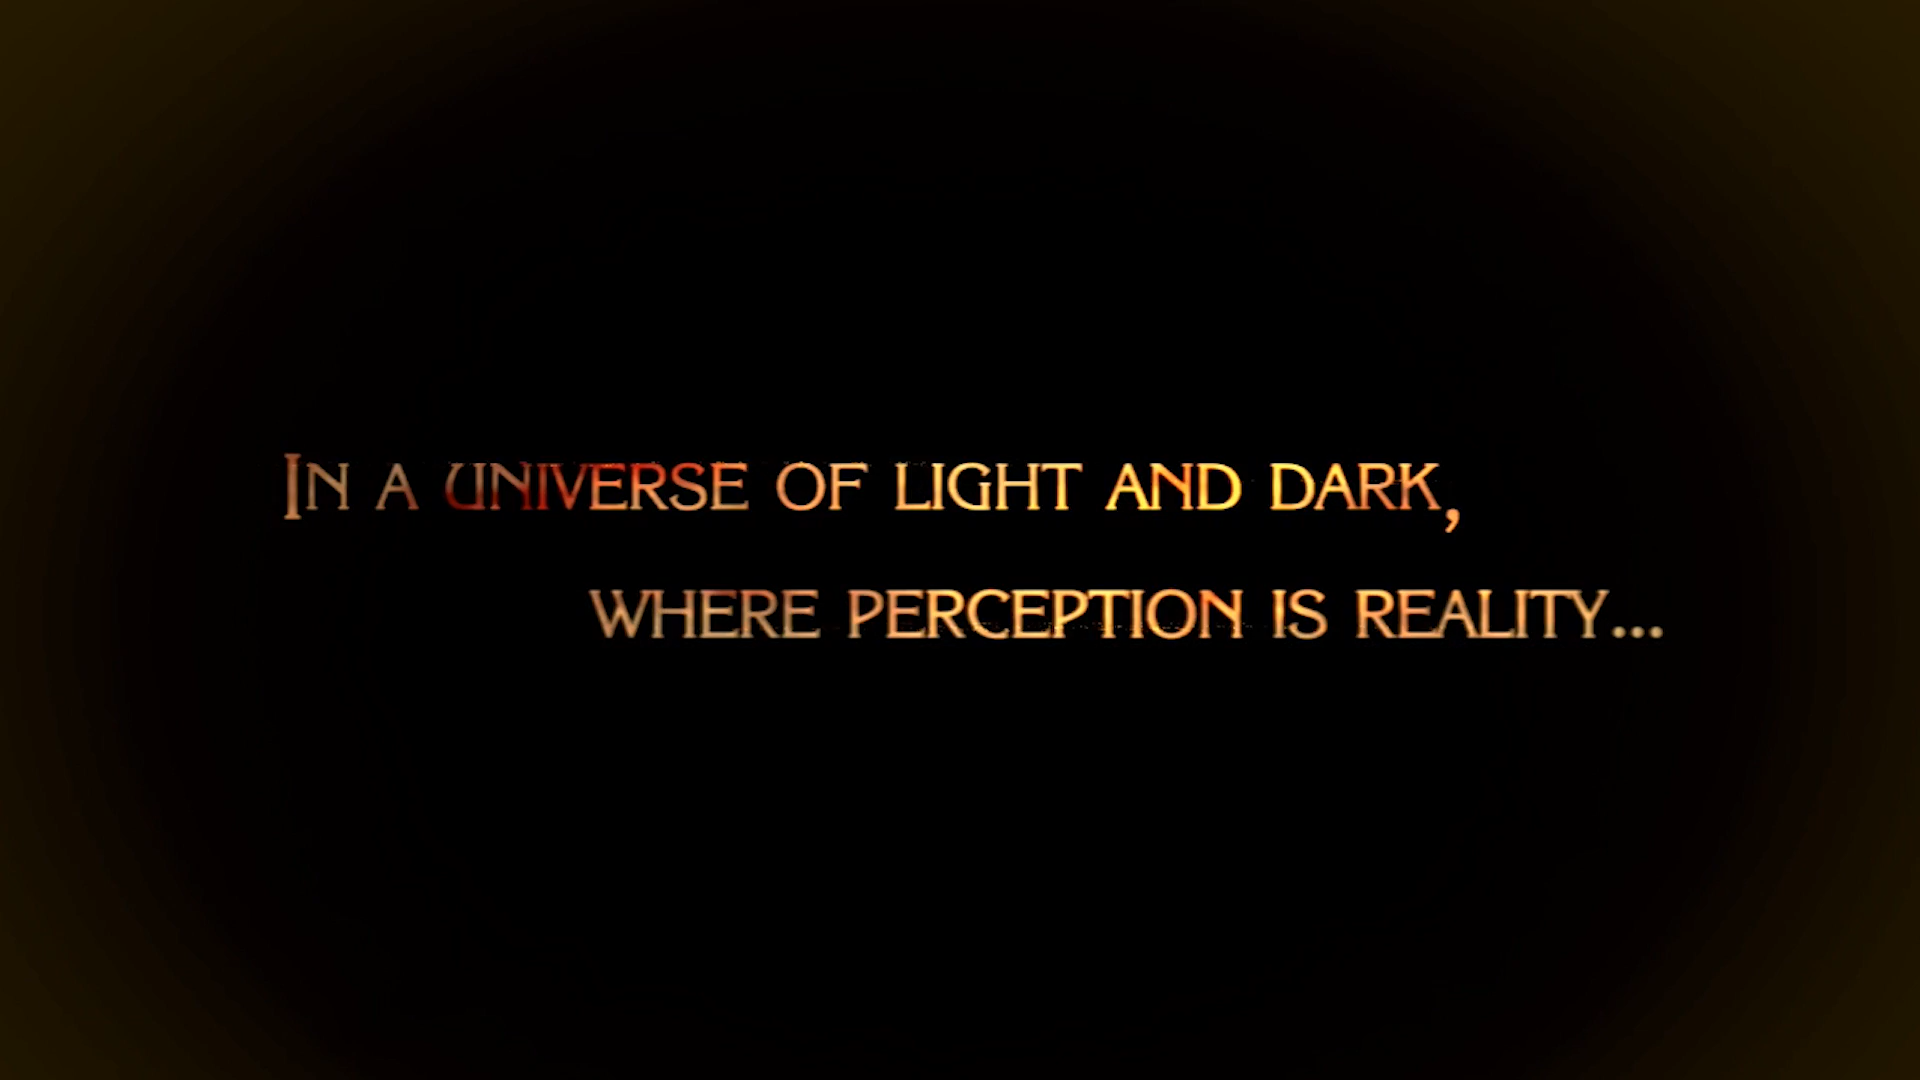 In a universe of light and dark,
where perception is reality...